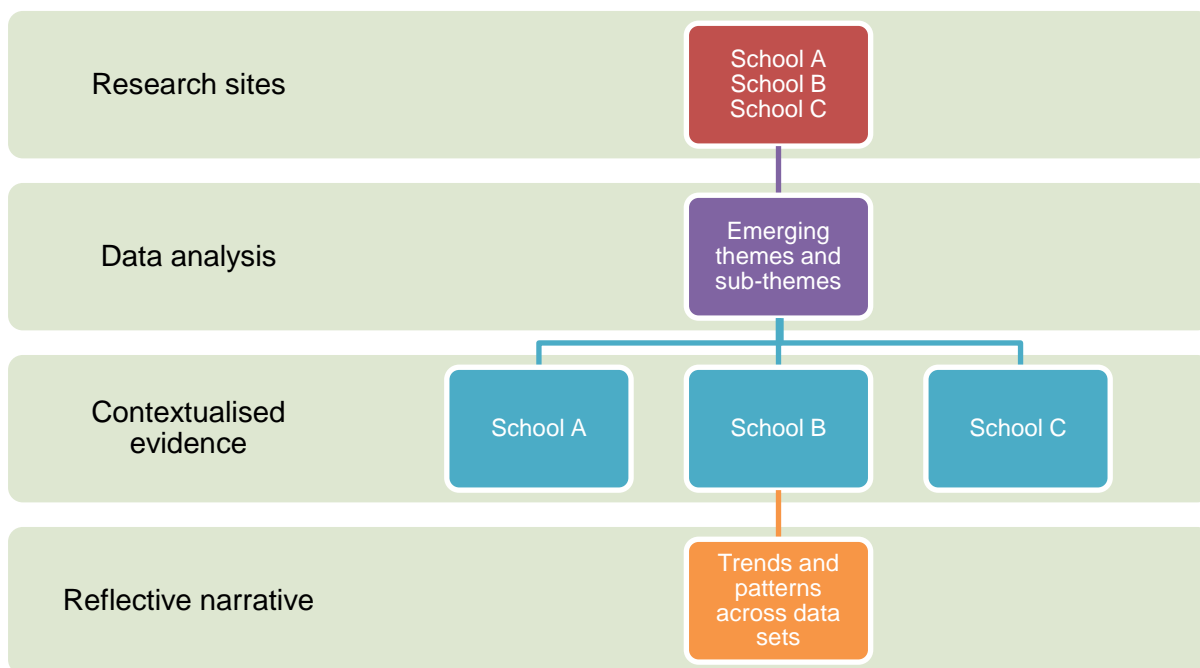 Research sites
School A
School B
School C
Data analysis
Emerging
themes and
sub-themes
Contextualised
evidence
School A
School B
School C
Reflective narrative
Trends and
patterns
across data
sets